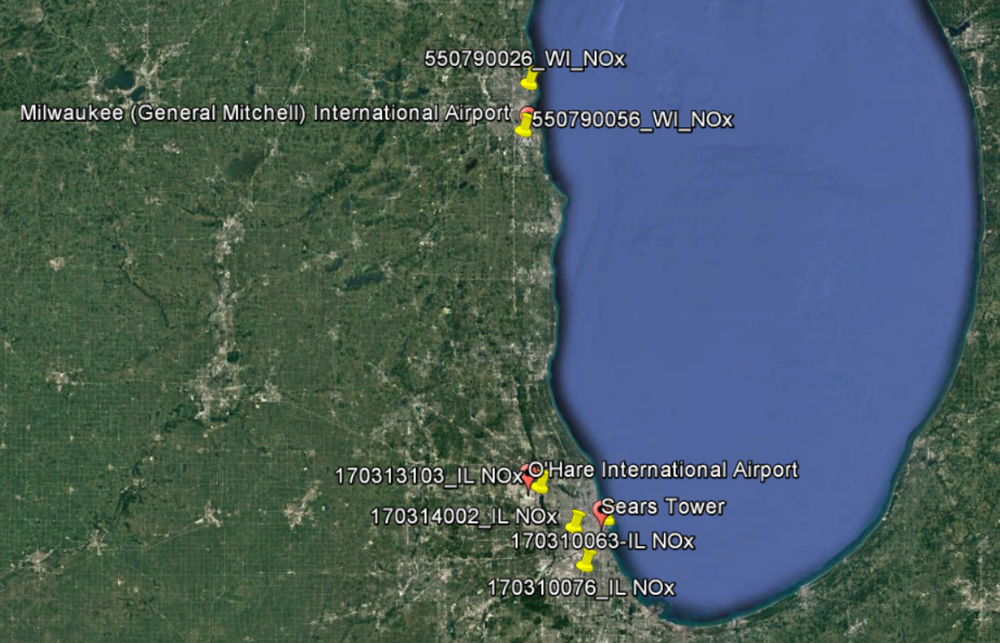 550790026_WI_NOx
Milwaukee (General Mitchell) International Airport
550790056_WI_NOx
O'Hare International Airport
170313103_IL NOx
Sears Tower
170314002_IL NOx
170310063-IL NOx
170310076_IL NOx